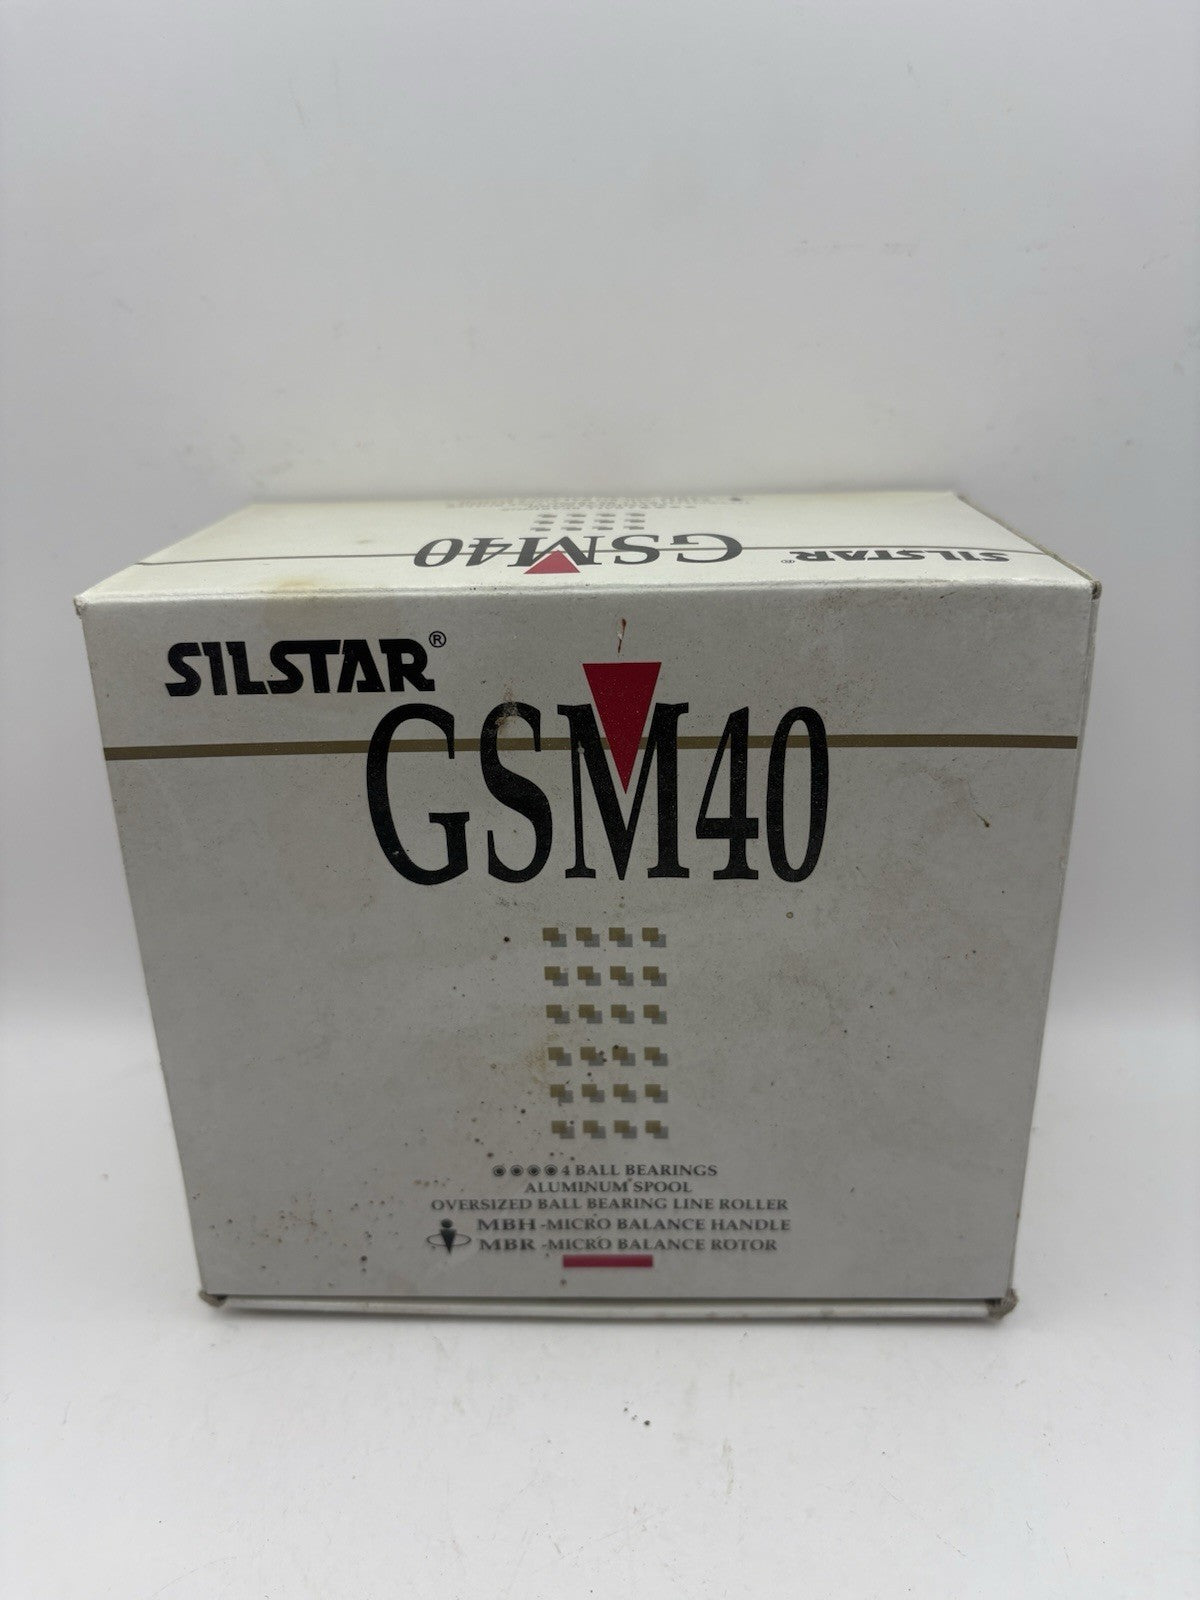 GSM40
SILSTAR®
SILSTAR®
GSM40
4 BALL BEARINGS
ALUMINUM SPOOL
OVERSIZED BALL BEARING LINE ROLLER
MBH -MICRO BALANCE HANDLE
MBR -MICRO BALANCE ROTOR